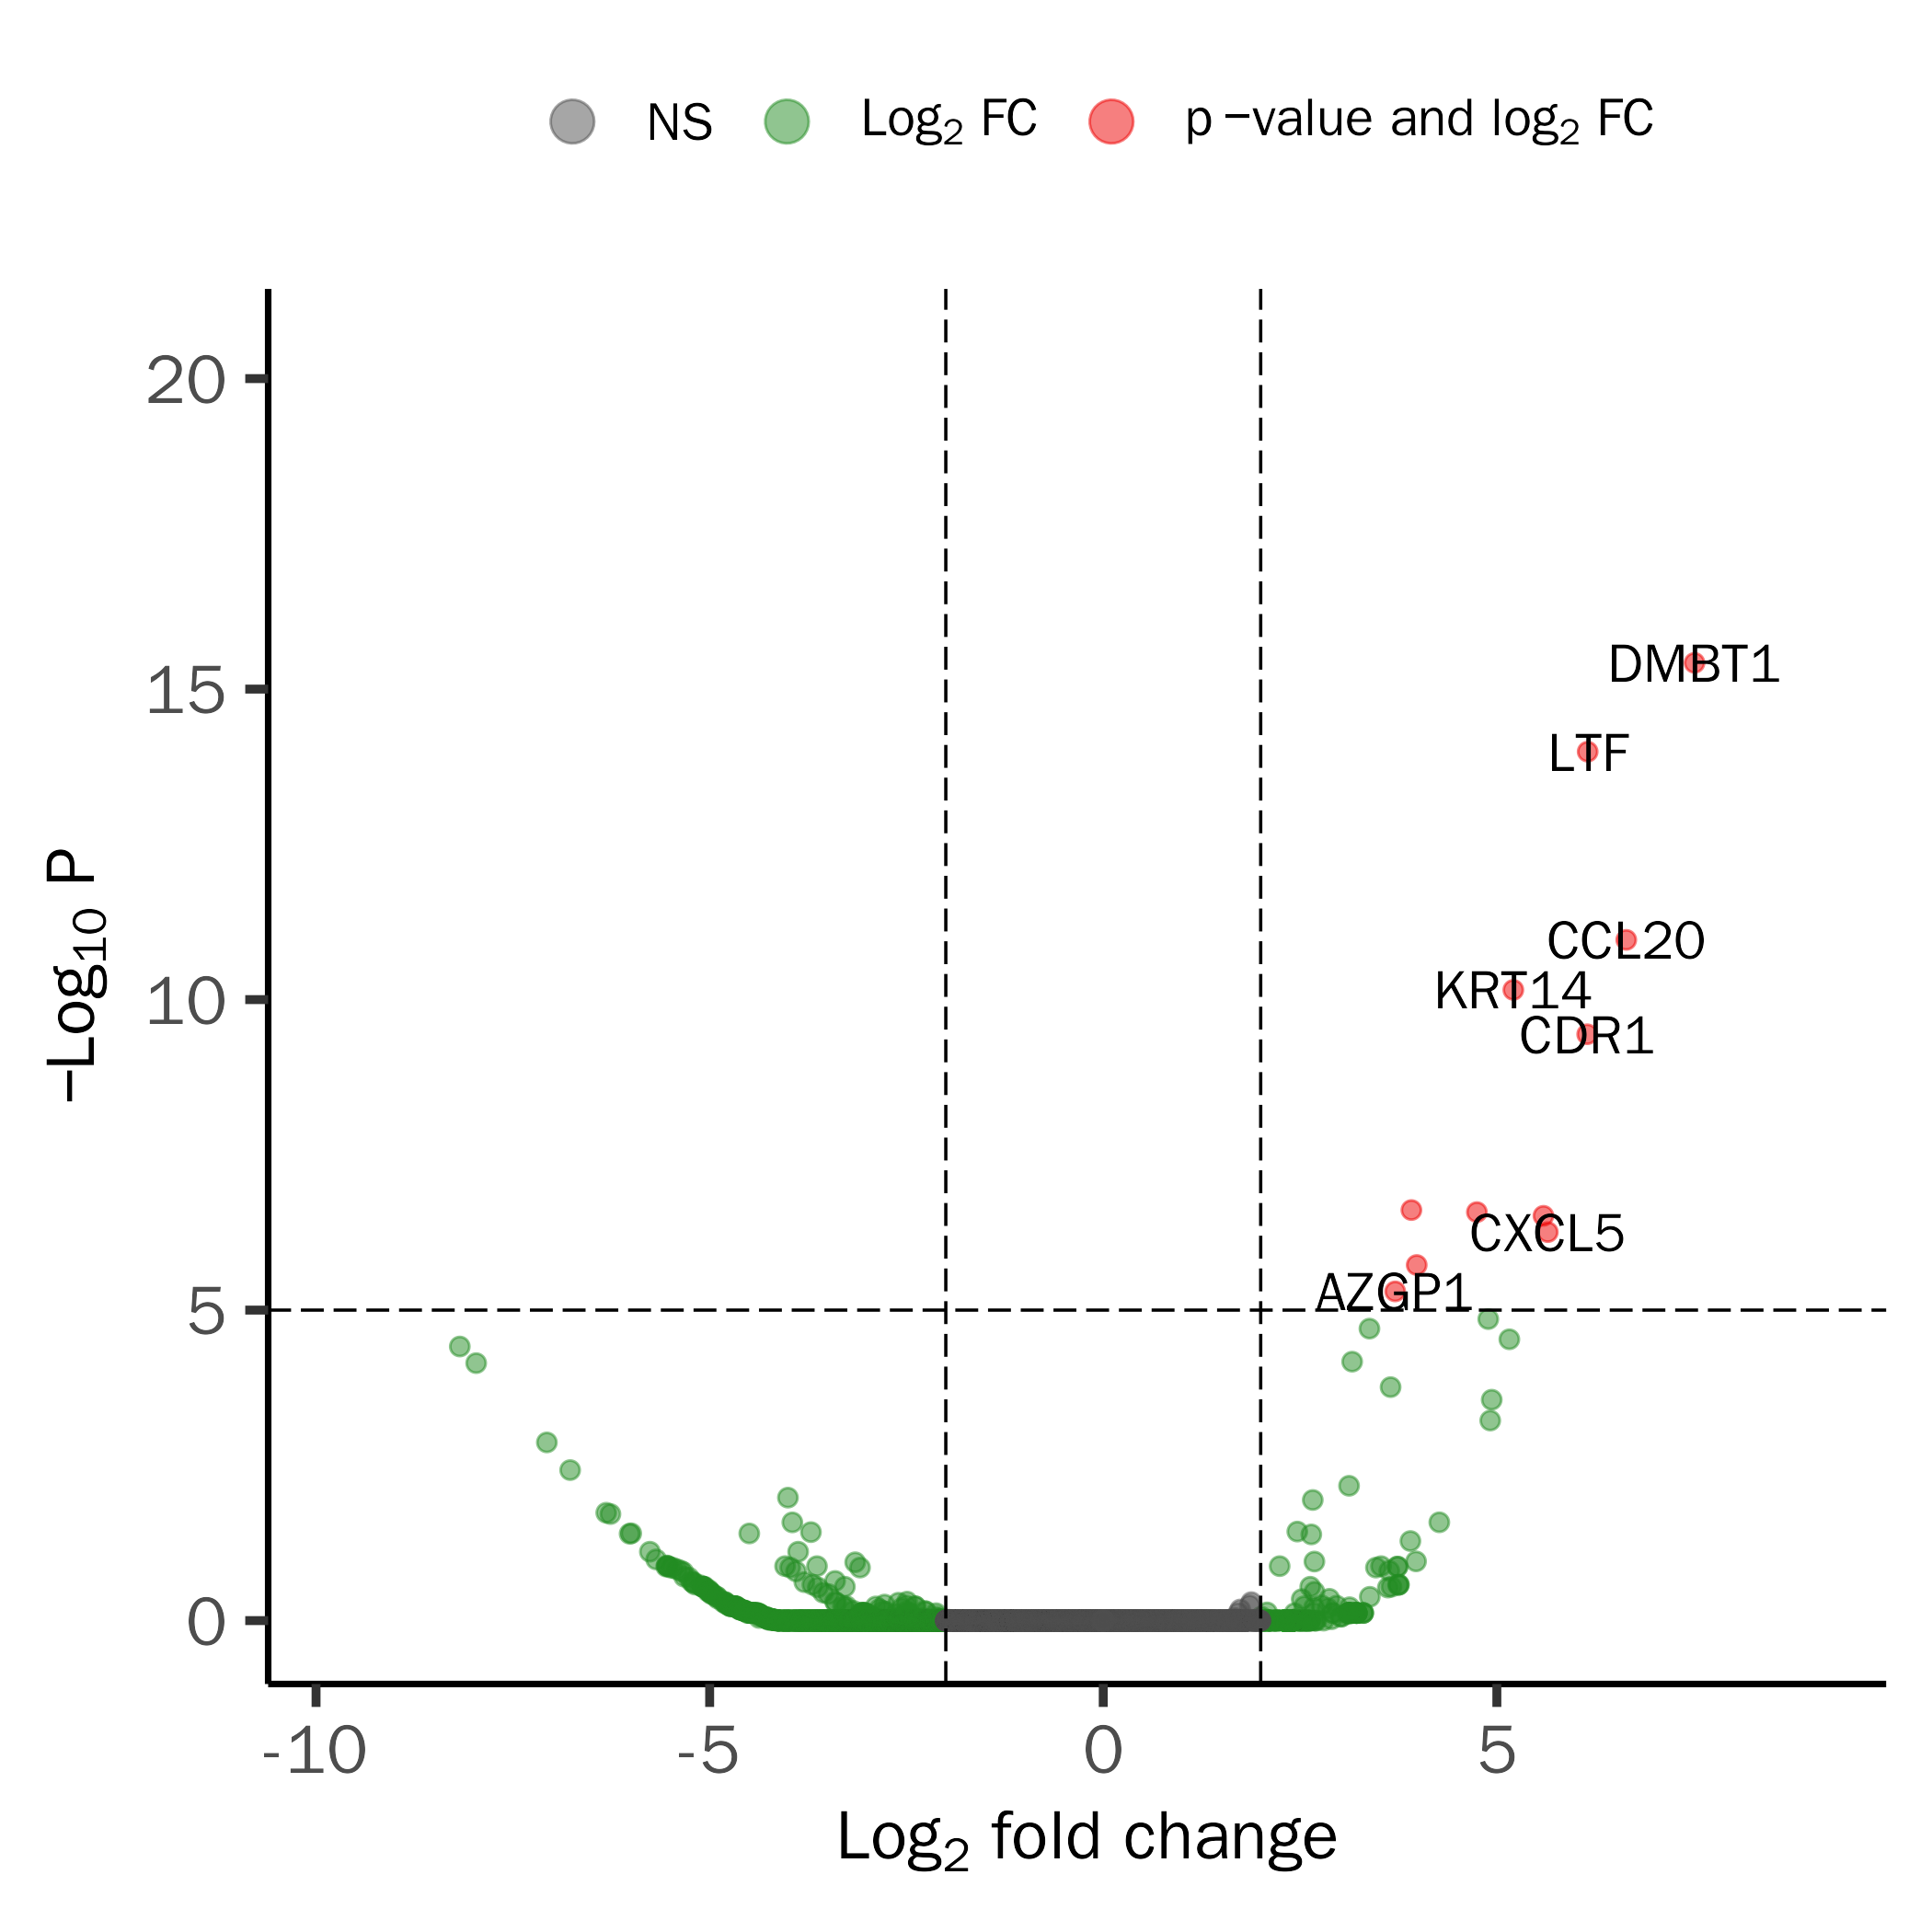 NS Log2 FC p −value and log2 FC
20
15
10
5
0
−Log10 P
DMBT1
LTF
CCL20
KRT14
CDR1
CXCL5
AZGP1
-10 -5 0 5
Log2 fold change